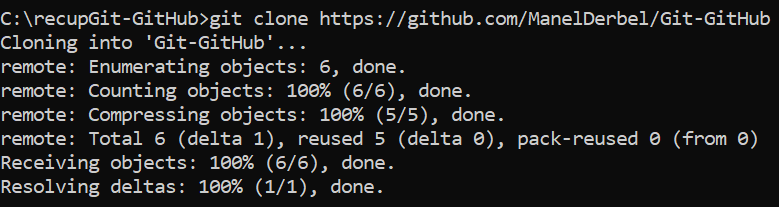 C:\recupGit-GitHub>git clone https://github.com/ManelDerbel/Git-GitHub
Cloning into 'Git-GitHub'...
remote: Enumerating objects: 6, done.
remote: Counting objects: 100% (6/6), done.
remote: Compressing objects: 100% (5/5), done.
remote: Total 6 (delta 1), reused 5 (delta 0), pack-reused 0 (from 0)
Receiving objects: 100% (6/6), done.
Resolving deltas: 100% (1/1), done.